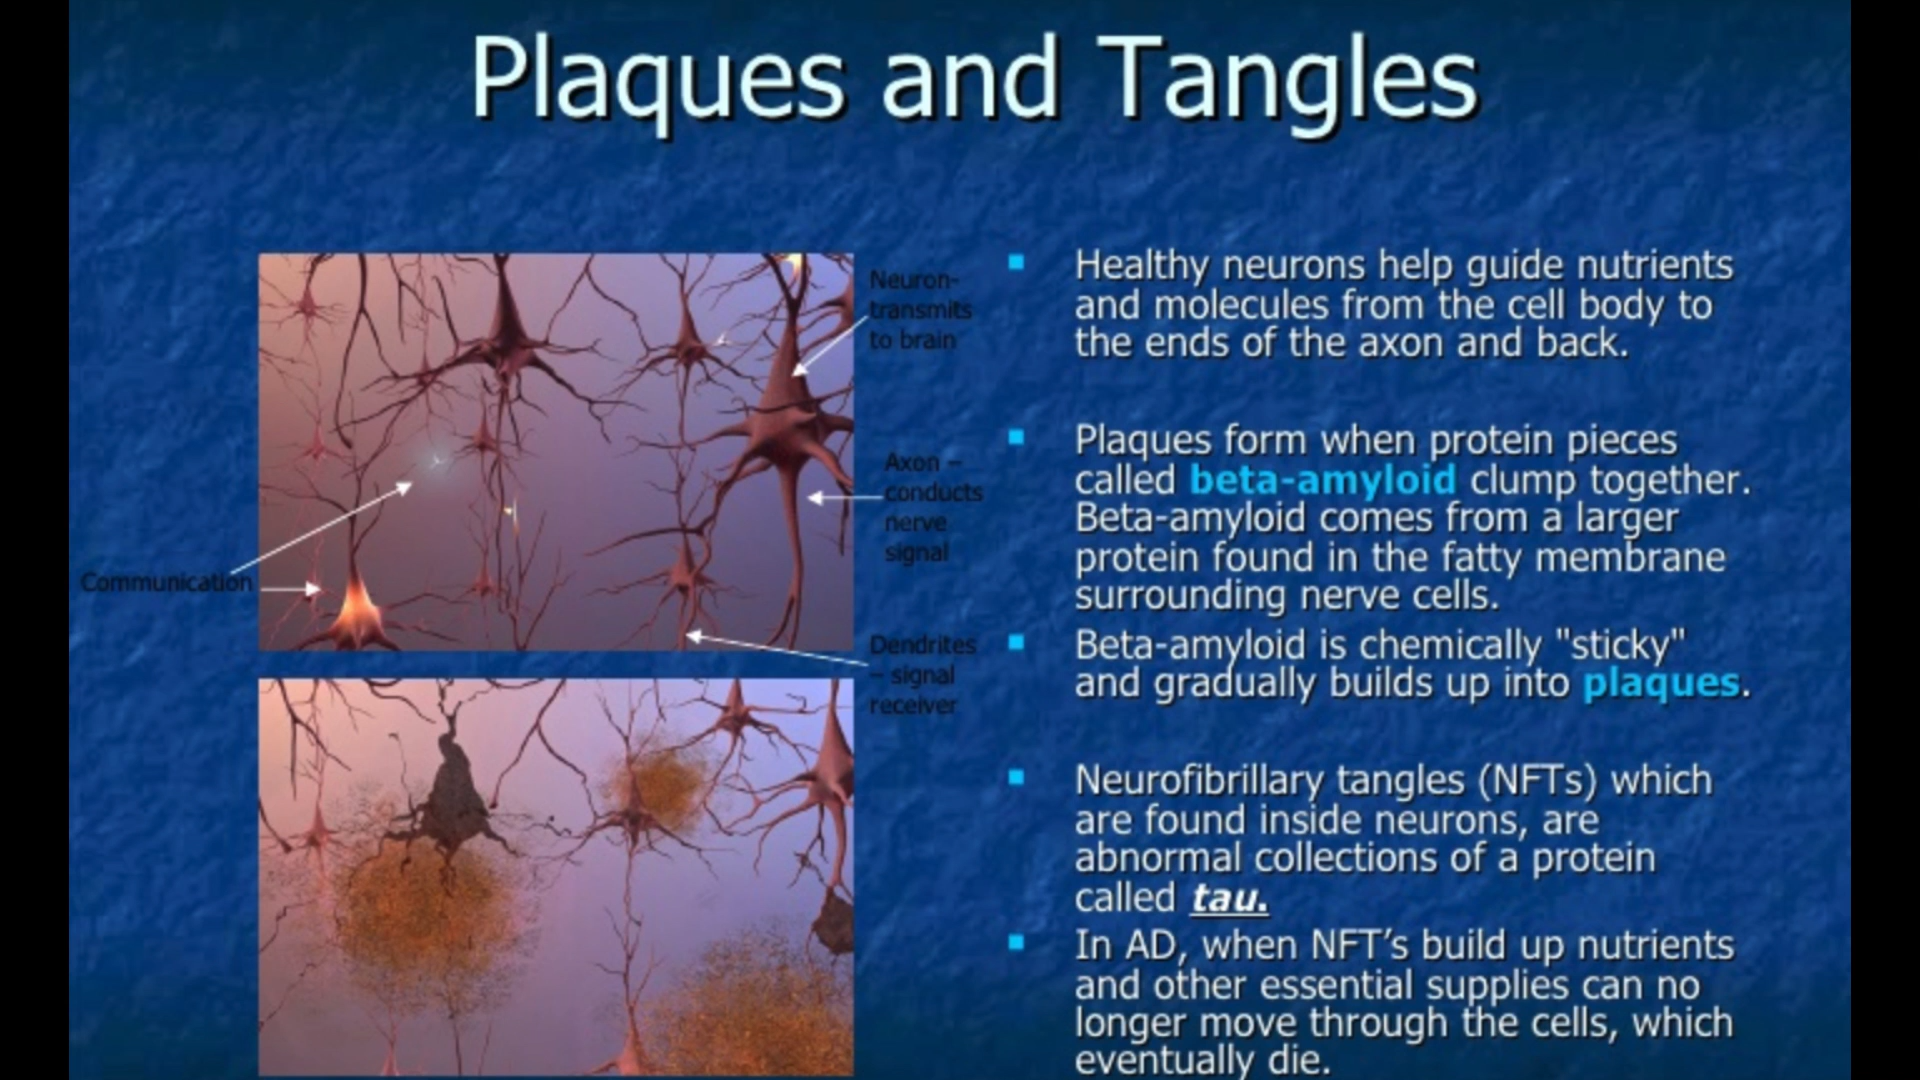 Plaques and Tangles
Neuron-
transmits
to brain
Axon –
conducts
nerve
signal
Communication
Dendrites
– signal
receiver
Healthy neurons help guide nutrients
and molecules from the cell body to
the ends of the axon and back.
Plaques form when protein pieces
called beta-amyloid clump together.
Beta-amyloid comes from a larger
protein found in the fatty membrane
surrounding nerve cells.
Beta-amyloid is chemically "sticky"
and gradually builds up into plaques.
Neurofibrillary tangles (NFTs) which
are found inside neurons, are
abnormal collections of a protein
called tau.
In AD, when NFT’s build up nutrients
and other essential supplies can no
longer move through the cells, which
eventually die.